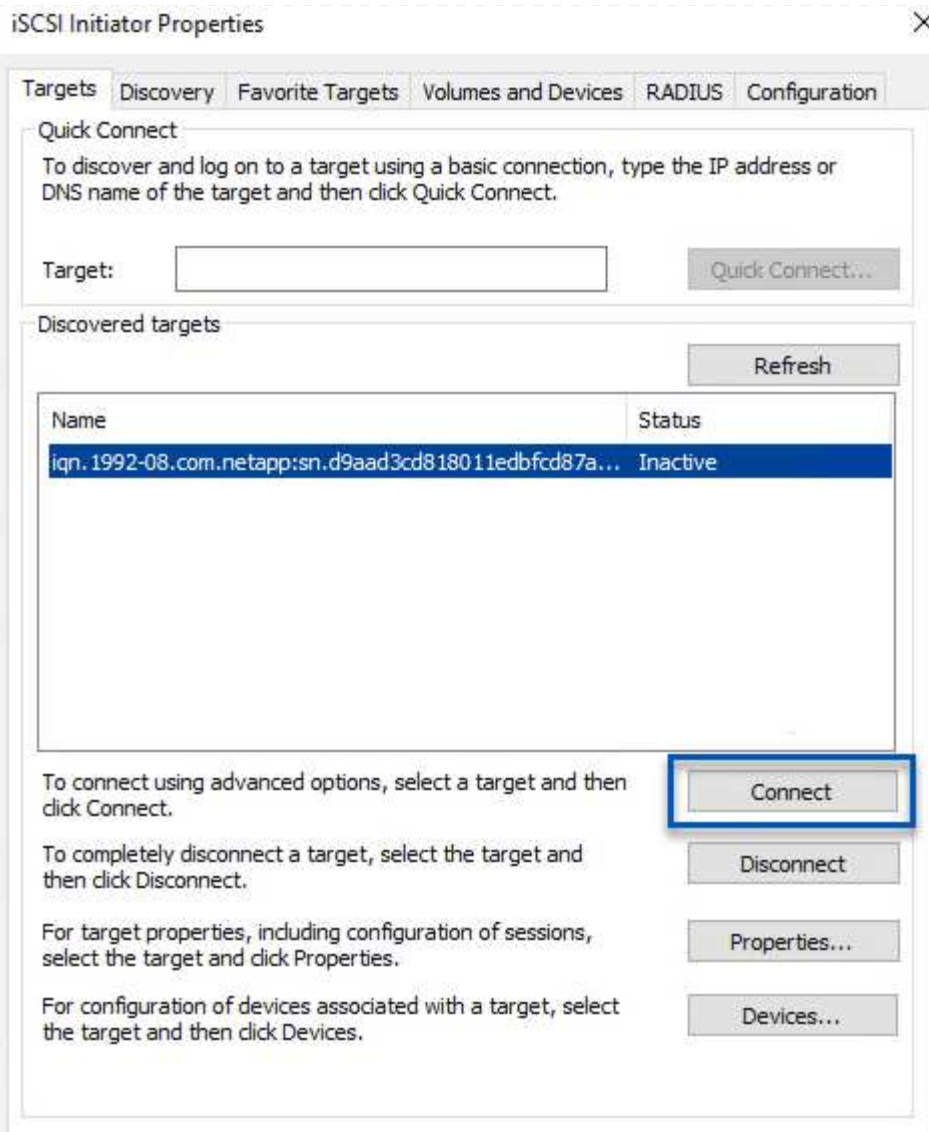 iSCSI Initiator Properties
Targets Discovery Favorite Targets Volumes and Devices RADIUS Configuration
Quick Connect
To discover and log on to a target using a basic connection, type the IP address or
DNS name of the target and then click Quick Connect.
Target:
Quick Connect...
Discovered targets
Refresh
Name Status
iqn.1992-08.com.netapp:sn.d9aad3cd818011edbfcd87a... Inactive
To connect using advanced options, select a target and then
click Connect.
Connect
To completely disconnect a target, select the target and
then click Disconnect.
Disconnect
For target properties, including configuration of sessions,
select the target and click Properties.
Properties...
For configuration of devices associated with a target, select
the target and then click Devices.
Devices...